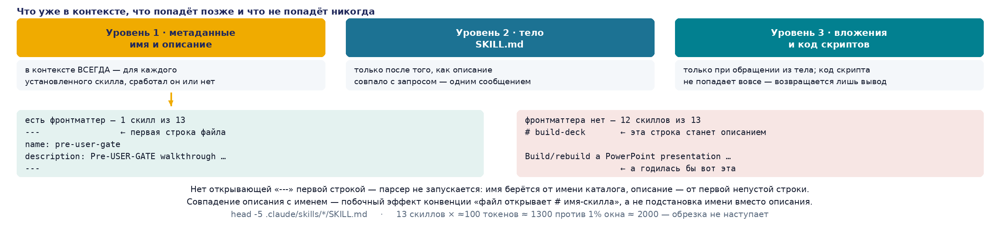 Что уже в контексте, что попадёт позже и что не попадёт никогда
Уровень 1 · метаданные
имя и описание
Уровень 2 · тело
SKILL.md
Уровень 3 · вложения
и код скриптов
в контексте ВСЕГДА — для каждого
установленного скилла, сработал он или нет
только после того, как описание
совпало с запросом — одним сообщением
только при обращении из тела; код скрипта
не попадает вовсе — возвращается лишь вывод
есть фронтматтер — 1 скилл из 13
--- ← первая строка файла
name: pre-user-gate
description: Pre-USER-GATE walkthrough …
---
фронтматтера нет — 12 скиллов из 13
# build-deck ← эта строка станет описанием
Build/rebuild a PowerPoint presentation …
← а годилась бы вот эта
Нет открывающей «---» первой строкой — парсер не запускается: имя берётся от имени каталога, описание — от первой непустой строки.
Совпадение описания с именем — побочный эффект конвенции «файл открывает # имя-скилла», а не подстановка имени вместо описания.
head -5 .claude/skills/*/SKILL.md · 13 скиллов × ≈100 токенов ≈ 1300 против 1% окна ≈ 2000 — обрезка не наступает